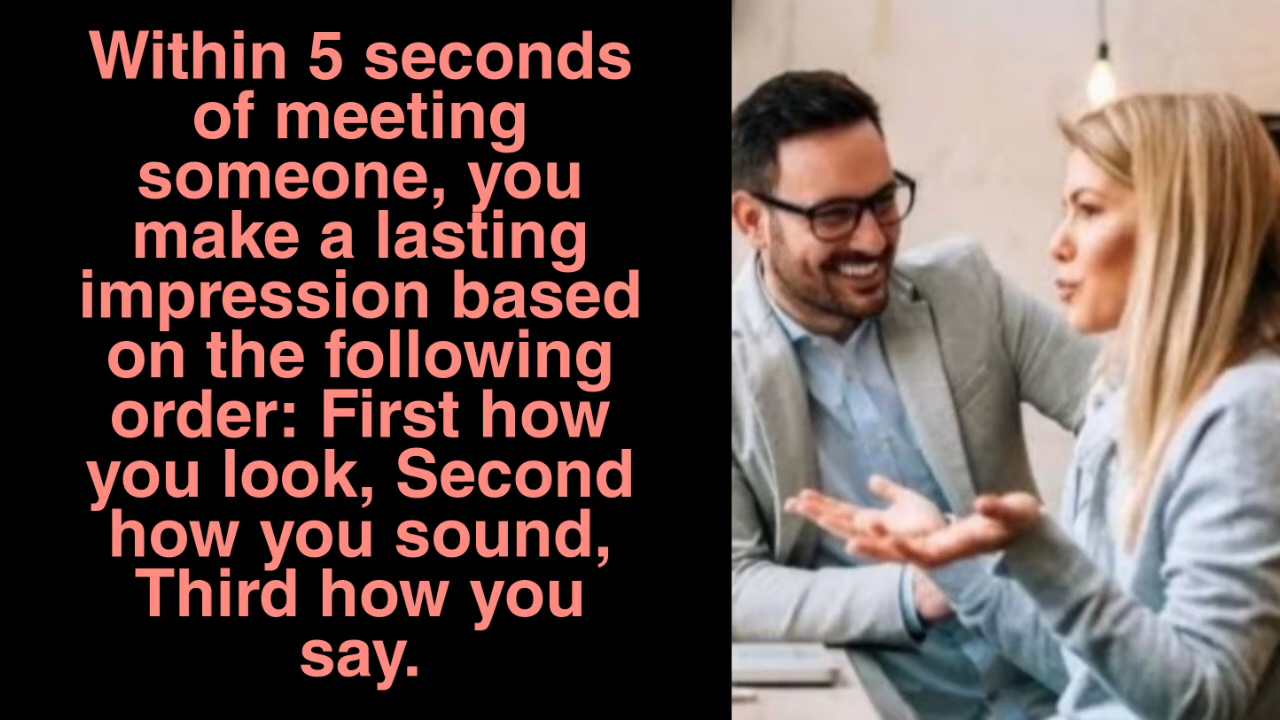 Within 5 seconds
of meeting
someone, you
make a lasting
impression based
on the following
order: First how
you look, Second
how you sound,
Third how you
say.